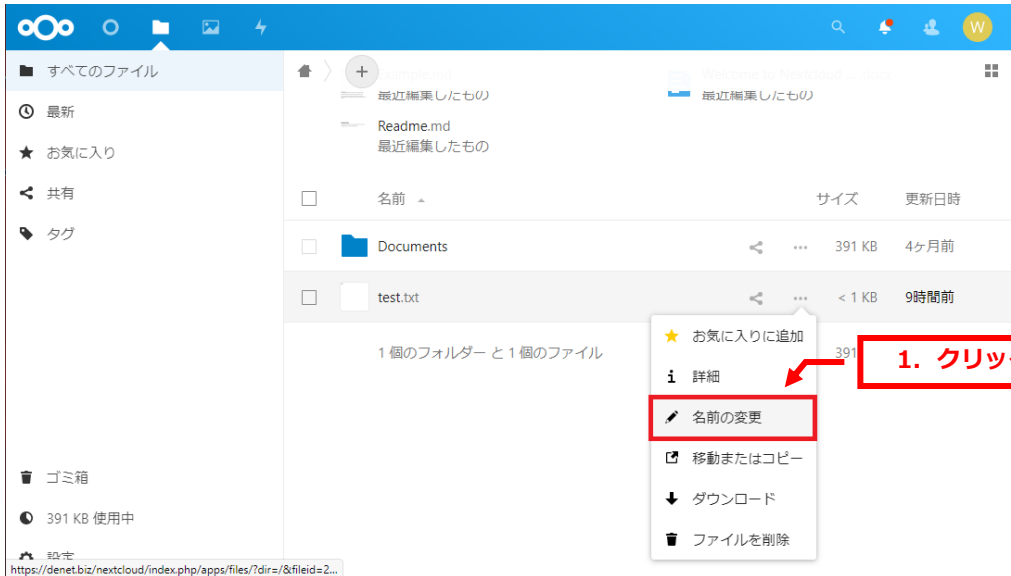 W
すべてのファイル
最新
お気に入り
共有
タグ
最近編集したもの
最近編集したもの
Readme.md
最近編集したもの
名前
サイズ
更新日時
Documents
391 KB
4ヶ月前
test.txt
< 1 KB
9時間前
1 個のフォルダー と 1 個のファイル
391
お気に入りに追加
詳細
1. クリッ
名前の変更
移動またはコピー
ダウンロード
ファイルを削除
ゴミ箱
391 KB 使用中
設定
https://denet.biz/nextcloud/index.php/apps/files/?dir=/&fileid=2...